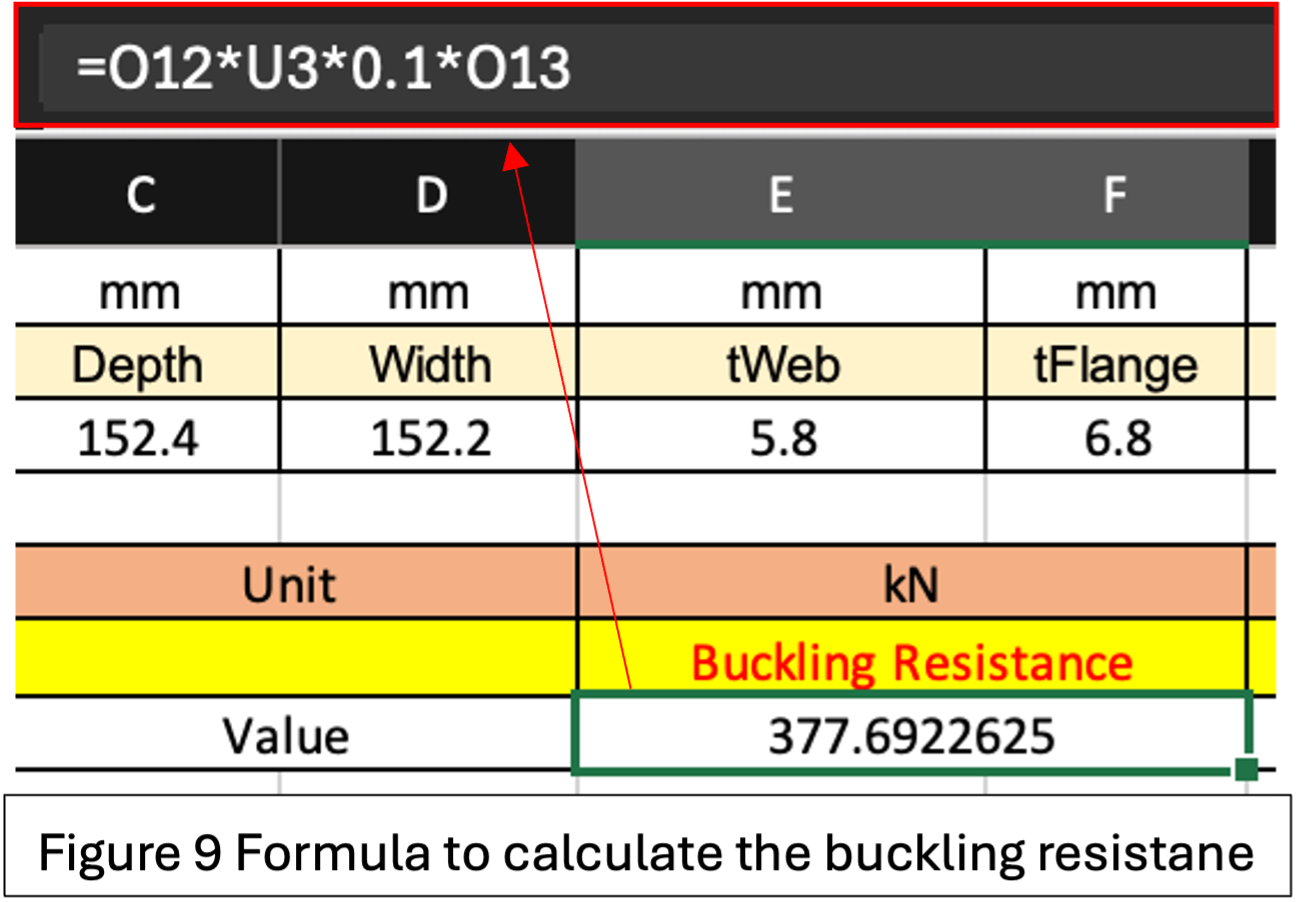 =O12*U3*0.1*O13
C D E F
mm mm mm mm
Depth Width tWeb tFlange
152.4 152.2 5.8 6.8
Unit kN
Buckling Resistance
Value 377.6922625
Figure 9 Formula to calculate the buckling resistane